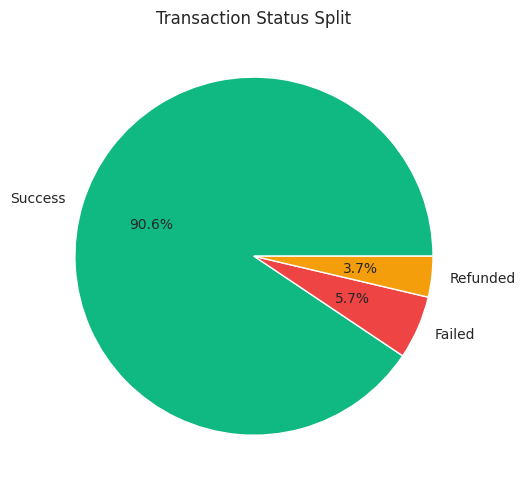 Transaction Status Split
Success
90.6%
3.7%
Refunded
5.7%
Failed